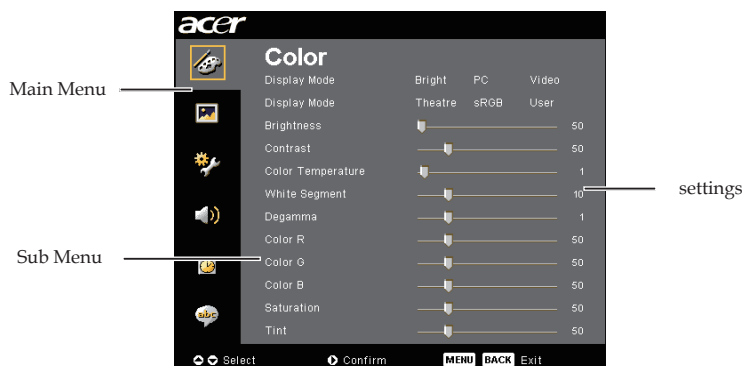 acer
Color
Display Mode Bright PC Video
Display Mode Theatre sRGB User
Brightness 50
Contrast 50
Color Temperature 1
White Segment 10
Degamma 1
Color R 50
Color G 50
Color B 50
Saturation 50
Tint 50
abc
Select Confirm MENU BACK Exit
Main Menu
Sub Menu
settings